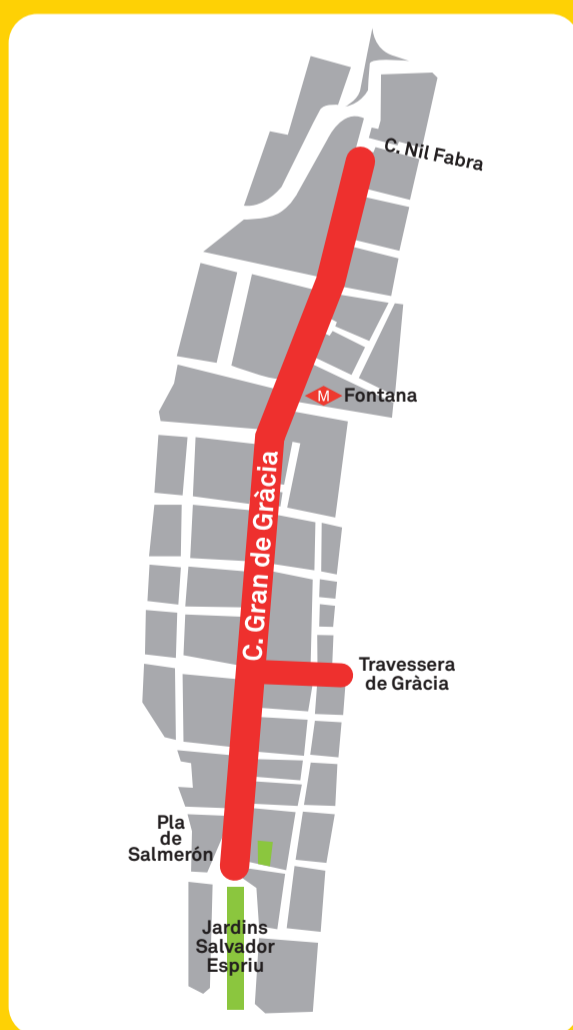 C. Nil Fabra
M Fontana
C. Gran de Gràcia
Travessera
de Gràcia
Pla
de
Salmerón
Jardins
Salvador
Espriu